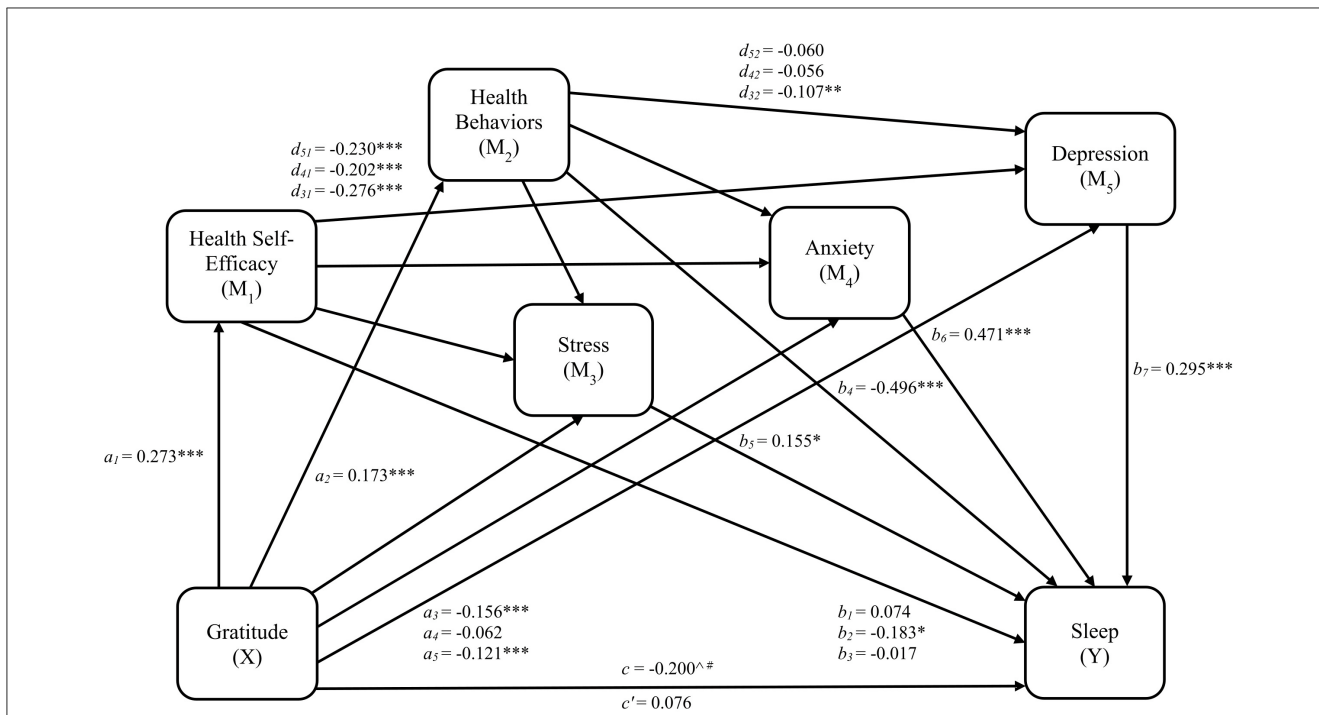 d52 = -0.060
d42 = -0.056
d32 = -0.107**
Health
Behaviors
(M2)
Depression
(M5)
d51 = -0.230***
d41 = -0.202***
d31 = -0.276***
Health Self-
Efficacy
(M1)
Anxiety
(M4)
Stress
(M3)
b6 = 0.471***
b7 = 0.295***
b4 = -0.496***
b5 = 0.155*
a1 = 0.273***
a2 = 0.173***
Gratitude
(X)
a3 = -0.156***
a4 = -0.062
a5 = -0.121***
b1 = 0.074
b2 = -0.183*
b3 = -0.017
Sleep
(Y)
c = -0.200^#
c' = 0.076